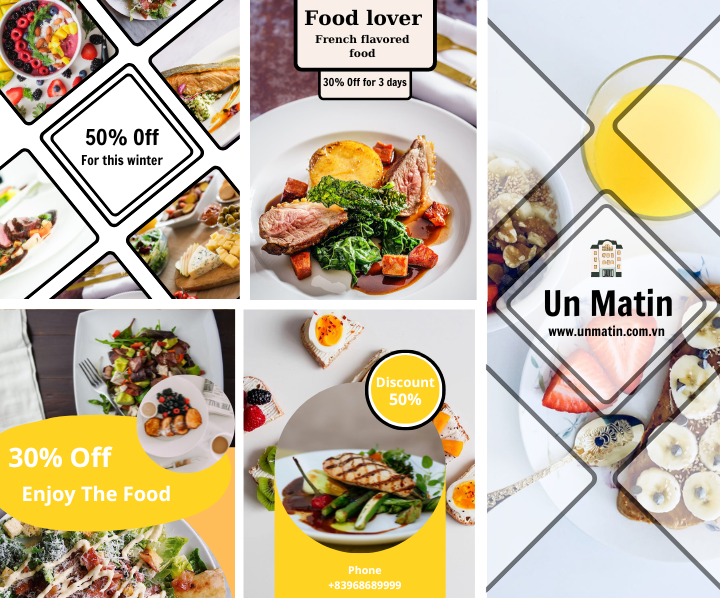 50% Off
For this winter
Food lover
French flavored
food
30% Off for 3 days
Un Matin
www.unmatin.com.vn
30% Off
Enjoy The Food
Discount
50%
Phone
+83968689999